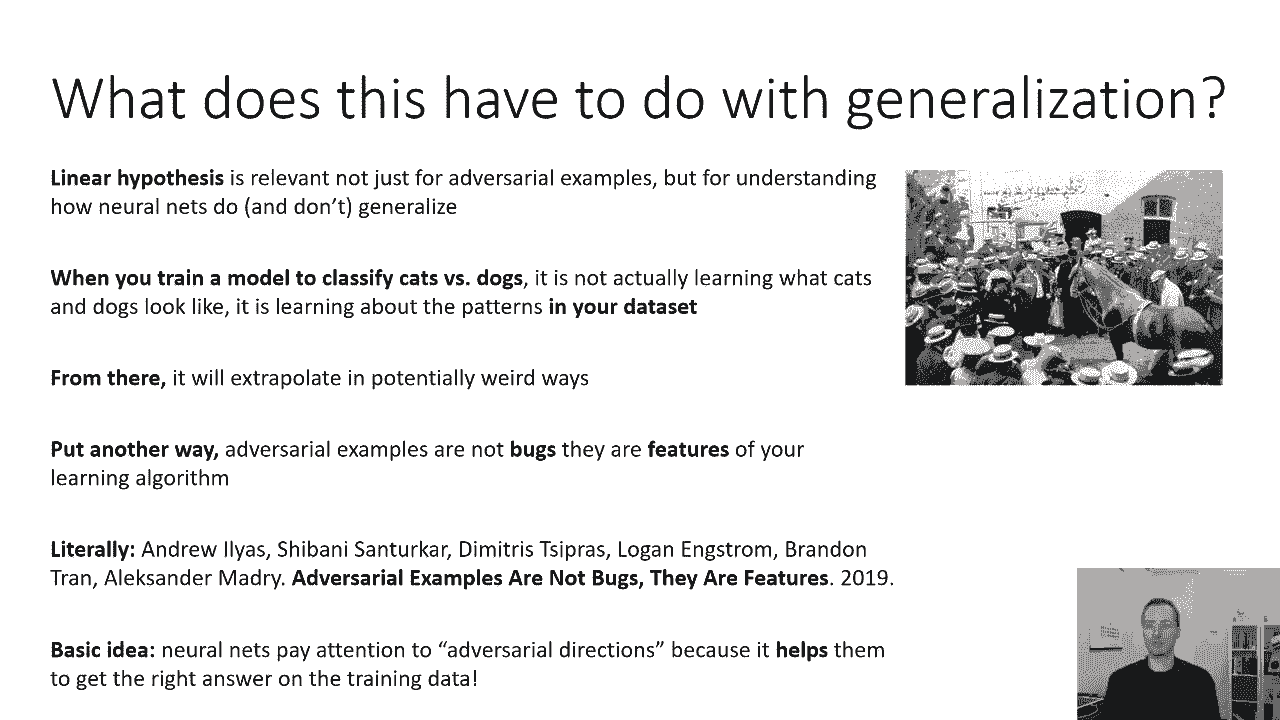 What does this have to do with generalization?
Linear hypothesis is relevant not just for adversarial examples, but for understanding
how neural nets do (and don’t) generalize
When you train a model to classify cats vs. dogs, it is not actually learning what cats
and dogs look like, it is learning about the patterns in your dataset
From there, it will extrapolate in potentially weird ways
Put another way, adversarial examples are not bugs they are features of your
learning algorithm
Literally: Andrew Ilyas, Shibani Santurkar, Dimitris Tsipras, Logan Engstrom, Brandon
Tran, Aleksander Madry. Adversarial Examples Are Not Bugs, They Are Features. 2019.
Basic idea: neural nets pay attention to “adversarial directions” because it helps them
to get the right answer on the training data!